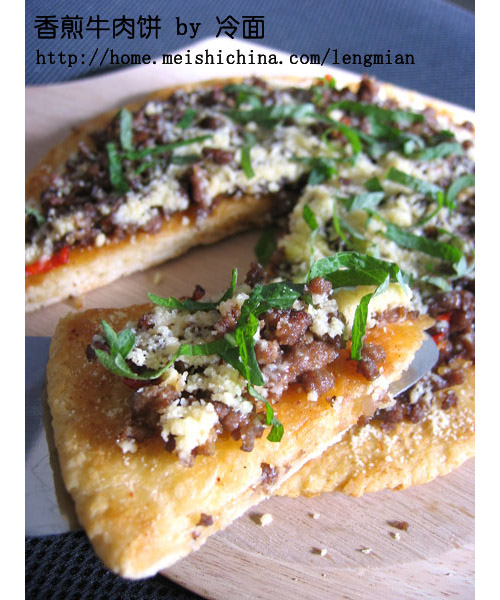 香煎牛肉饼 by 冷面
http://home.meishichina.com/lengmian